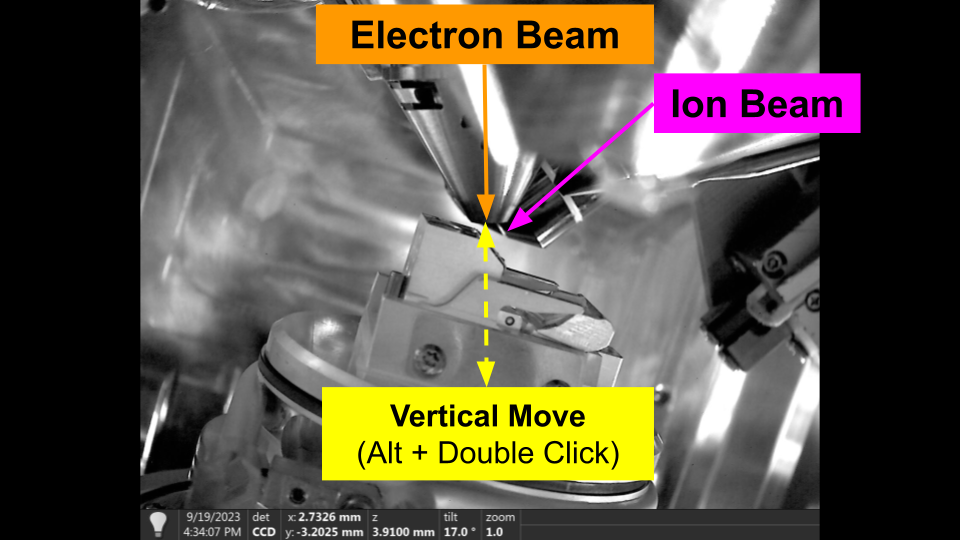 Electron Beam
Ion Beam
Vertical Move
(Alt + Double Click)
9/19/2023 det x: 2.7326 mm z tilt zoom
4:34:07 PM CCD y: -3.2025 mm 3.9100 mm 17.0 ° 1.0